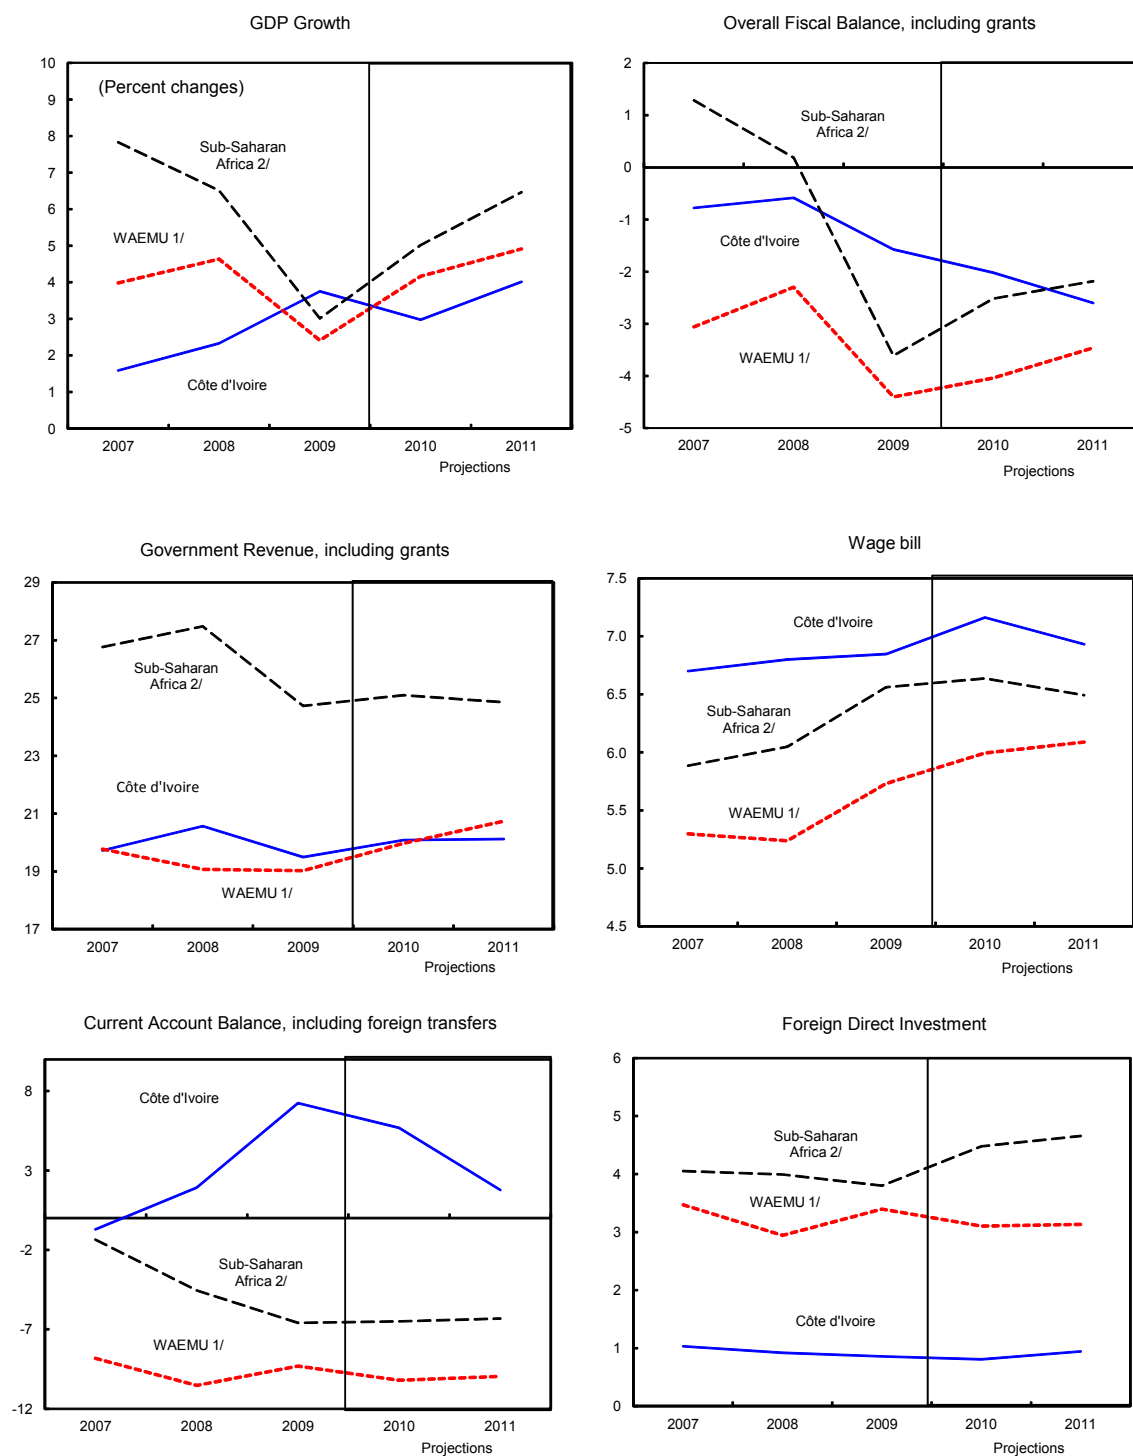 GDP Growth
10
9
8
7
6
5
4
3
2
1
0
(Percent changes)
Sub-Saharan
Africa 2/
WAEMU 1/
Côte d'Ivoire
2007 2008 2009 2010 2011
Projections
Overall Fiscal Balance, including grants
2
1
0
-1
-2
-3
-4
-5
Sub-Saharan
Africa 2/
Côte d'Ivoire
WAEMU 1/
2007 2008 2009 2010 2011
Projections
Government Revenue, including grants
29
27
25
23
21
19
17
Sub-Saharan
Africa 2/
Côte d'Ivoire
WAEMU 1/
2007 2008 2009 2010 2011
Projections
Wage bill
7.5
7.0
6.5
6.0
5.5
5.0
4.5
Côte d'Ivoire
Sub-Saharan
Africa 2/
WAEMU 1/
2007 2008 2009 2010 2011
Projections
Current Account Balance, including foreign transfers
8
3
-2
-7
-12
Côte d'Ivoire
Sub-Saharan
Africa 2/
WAEMU 1/
2007 2008 2009 2010 2011
Projections
Foreign Direct Investment
6
5
4
3
2
1
0
Sub-Saharan
Africa 2/
WAEMU 1/
Côte d'Ivoire
2007 2008 2009 2010 2011
Projections